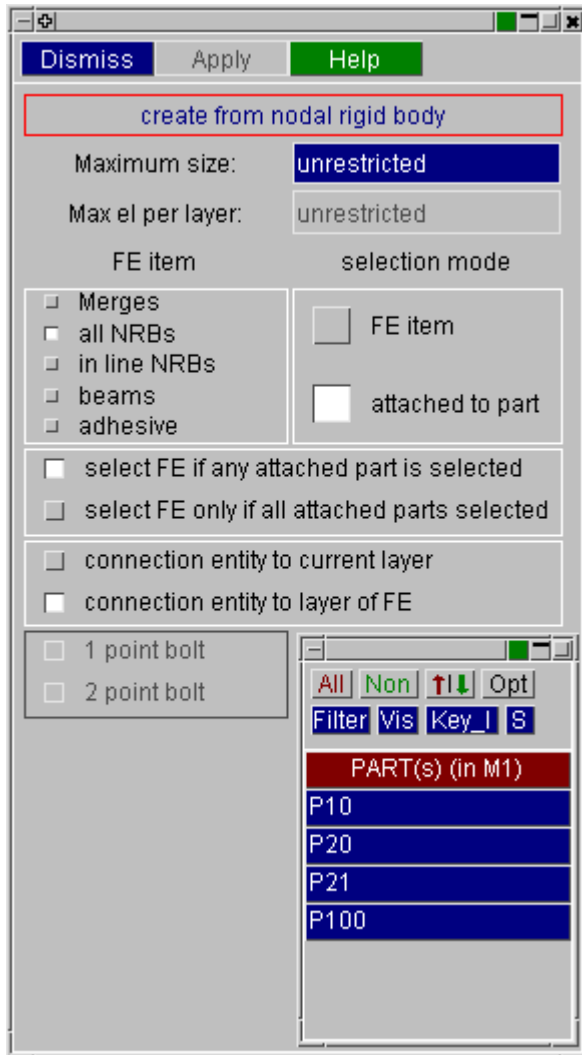 Dismiss Apply Help
create from nodal rigid body
Maximum size: unrestricted
Max el per layer: unrestricted
FE item selection mode
Merges
all NRBs
in line NRBs
beams
adhesive
FE item
attached to part
select FE if any attached part is selected
select FE only if all attached parts selected
connection entity to current layer
connection entity to layer of FE
1 point bolt
2 point bolt
All Non Opt
Filter Vis Key_I S
PART(s) (in M1)
P10
P20
P21
P100